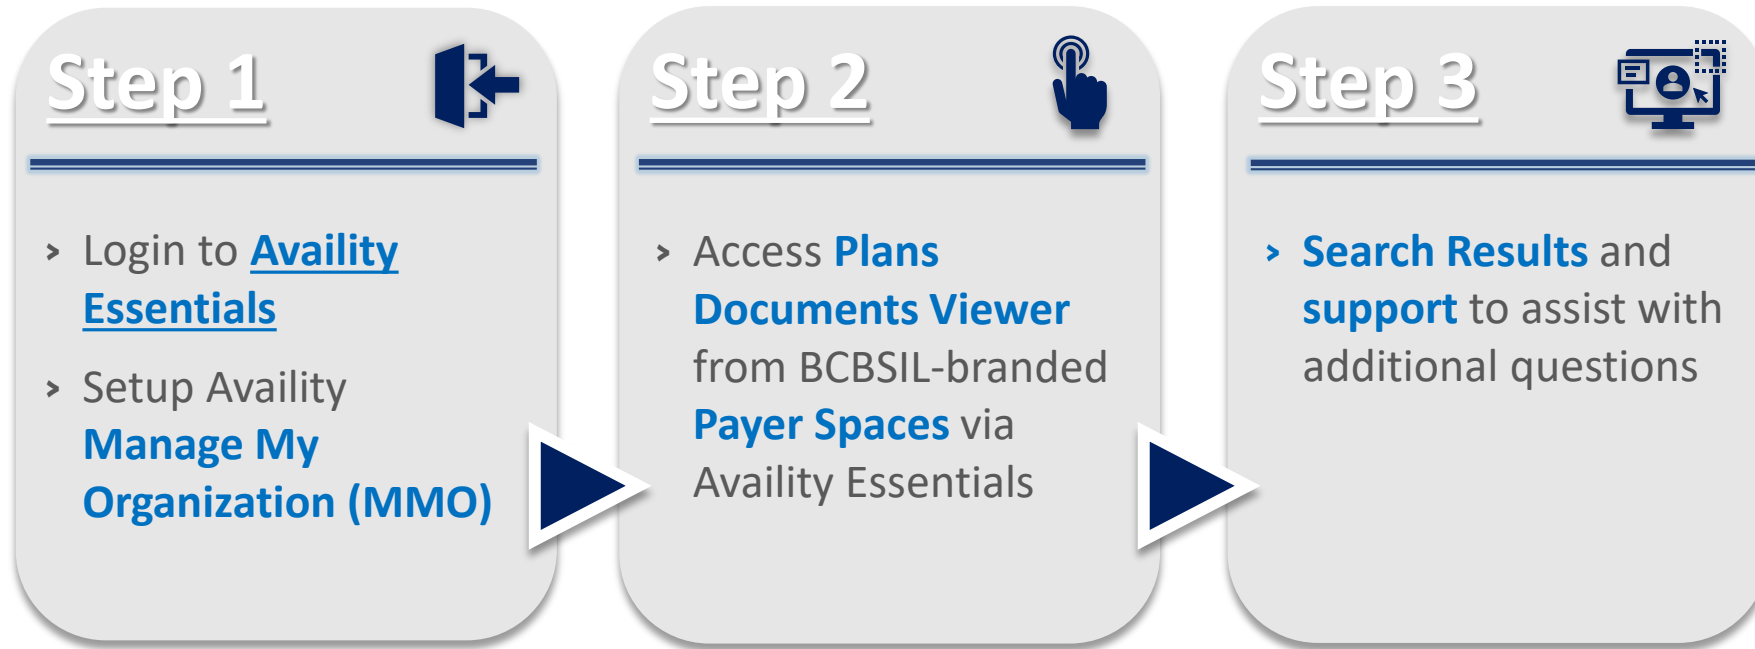 Step 1
> Login to Availity
Essentials
> Setup Availity
Manage My
Organization (MMO)
Step 2
> Access Plans
Documents Viewer
from BCBSIL-branded
Payer Spaces via
Availity Essentials
Step 3
> Search Results and
support to assist with
additional questions